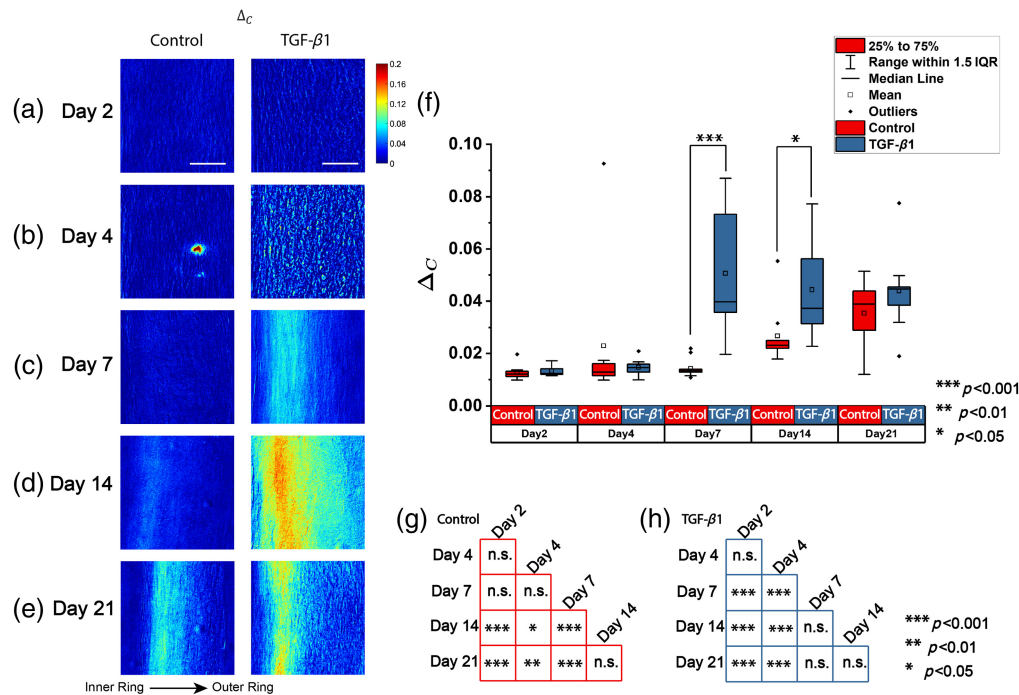 Δ_C
Control TGF-β1
(a) Day 2
(b) Day 4
(c) Day 7
(d) Day 14
(e) Day 21
Inner Ring Outer Ring
0.2
0.16
0.12
0.08
0.04
0
(f)
25% to 75%
Range within 1.5 IQR
Median Line
Mean
Outliers
Control
TGF-β1
*** *
0.10
0.08
0.06
0.04
0.02
0.00
Δ_C
Control TGF-β1 Control TGF-β1 Control TGF-β1 Control TGF-β1 Control TGF-β1
Day2 Day4 Day7 Day14 Day21
*** p<0.001
** p<0.01
* p<0.05
(g) Control
Day 2
Day 4
Day 7
Day 14
Day 4 n.s.
Day 7 n.s. n.s.
Day 14 *** * ***
Day 21 *** ** *** n.s.
(h) TGF-β1
Day 2
Day 4
Day 7
Day 14
Day 4 n.s.
Day 7 *** ***
Day 14 *** *** n.s.
Day 21 *** *** n.s. n.s.
*** p<0.001
** p<0.01
* p<0.05